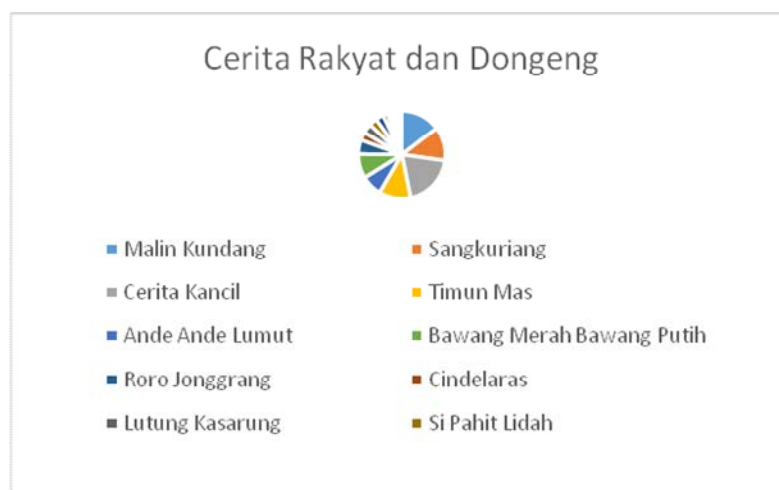 Cerita Rakyat dan Dongeng
Malin Kundang
Sangkuriang
Cerita Kancil
Timun Mas
Ande Ande Lumut
Bawang Merah Bawang Putih
Roro Jonggrang
Cindelaras
Lutung Kasarung
Si Pahit Lidah